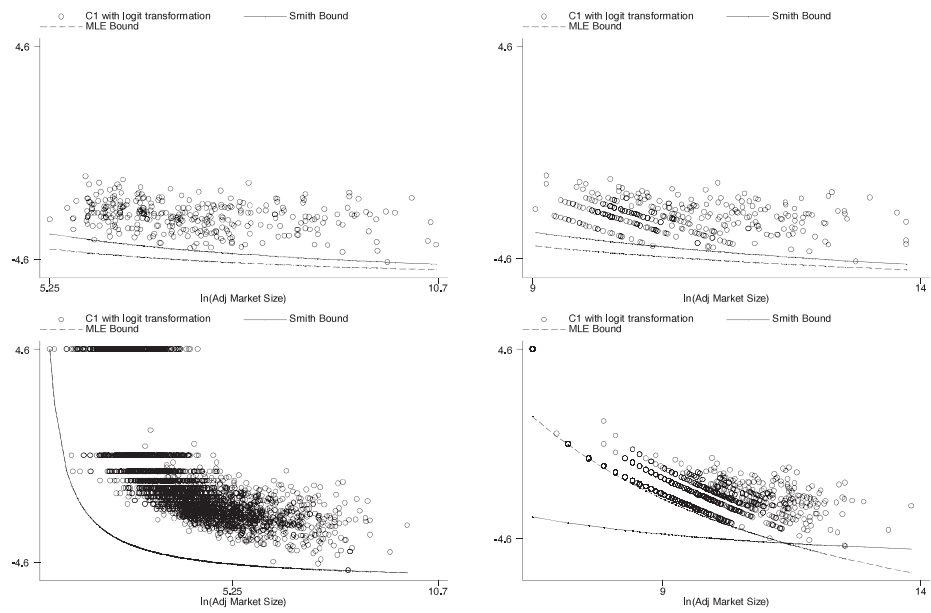 C1 with logit transformation Smith Bound
MLE Bound
4.6
-4.6
5.25 10.7
ln(Adj Market Size)
C1 with logit transformation Smith Bound
MLE Bound
4.6
-4.6
9 14
ln(Adj Market Size)
C1 with logit transformation Smith Bound
MLE Bound
4.6
-4.6
5.25 10.7
ln(Adj Market Size)
C1 with logit transformation Smith Bound
MLE Bound
4.6
-4.6
9 14
ln(Adj Market Size)